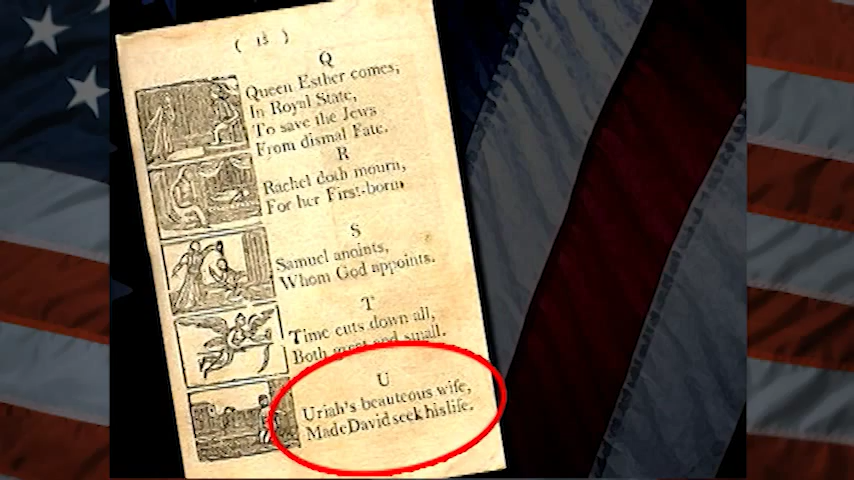 ( 13 )
Q
Queen Esther comes,
In Royal State,
To save the Jews
From dismal Fate.
R
Rachel doth mourn,
For her First-born
S
Samuel anoints,
Whom God appoints.
T
Time cuts down all,
Both great and small.
U
Uriah's beauteous wife,
Made David seek his life.